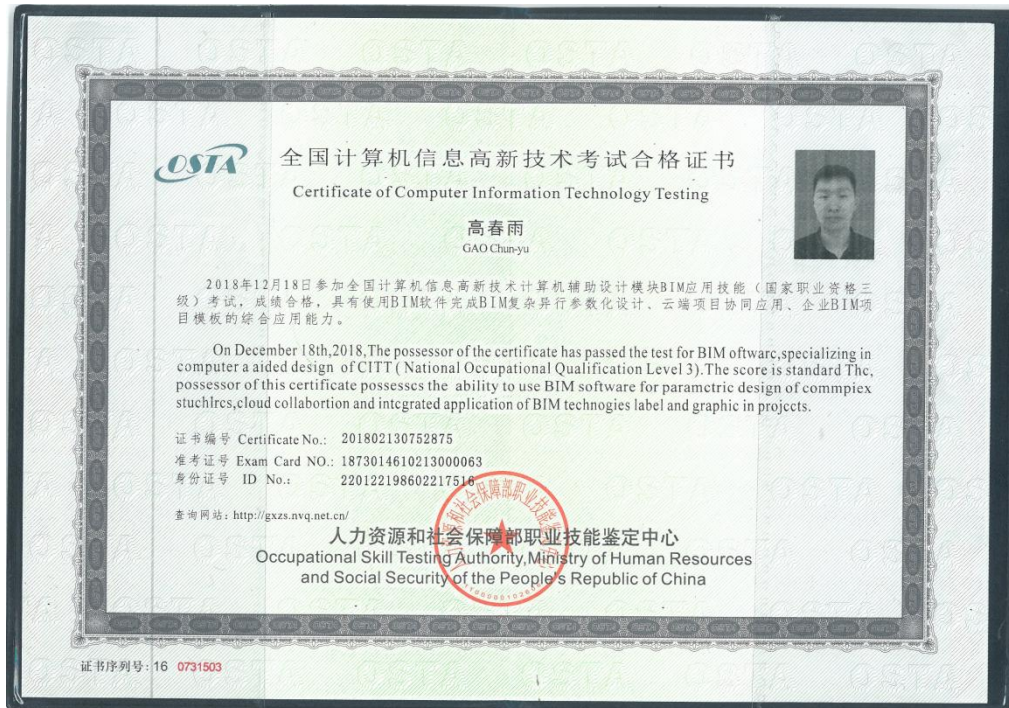 OSTA
全国计算机信息高新技术考试合格证书
Certificate of Computer Information Technology Testing
高春雨
GAO Chun-yu
2018年12月18日参加全国计算机信息高新技术计算机辅助设计模块BIM应用技能(国家职业资格三
级)考试,成绩合格,具有使用BIM软件完成BIM复杂异行参数化设计、云端项目协同应用、企业BIM项
目模板的综合应用能力。
On December 18th,2018,The possessor of the certificate has passed the test for BIM oftwarc,specializing in
computer a aided design of CITT ( National Occupational Qualification Level 3).The score is standard Thc,
possessor of this certificate possesscs the ability to use BIM software for paramctric design of commpiex
stuchlrcs,cloud collabortion and intcgrated application of BIM technogies label and graphic in projccts.
证书编号 Certificate No.: 201802130752875
准考证号 Exam Card NO.: 1873014610213000063
身份证号 ID No.: 220122198602217516
查询网站: http://gxzs.nvq.net.cn/
人力资源和社会保障部职业技能鉴定中心
Occupational Skill Testing Authority,Ministry of Human Resources
and Social Security of the People's Republic of China
证书序列号: 16 0731503